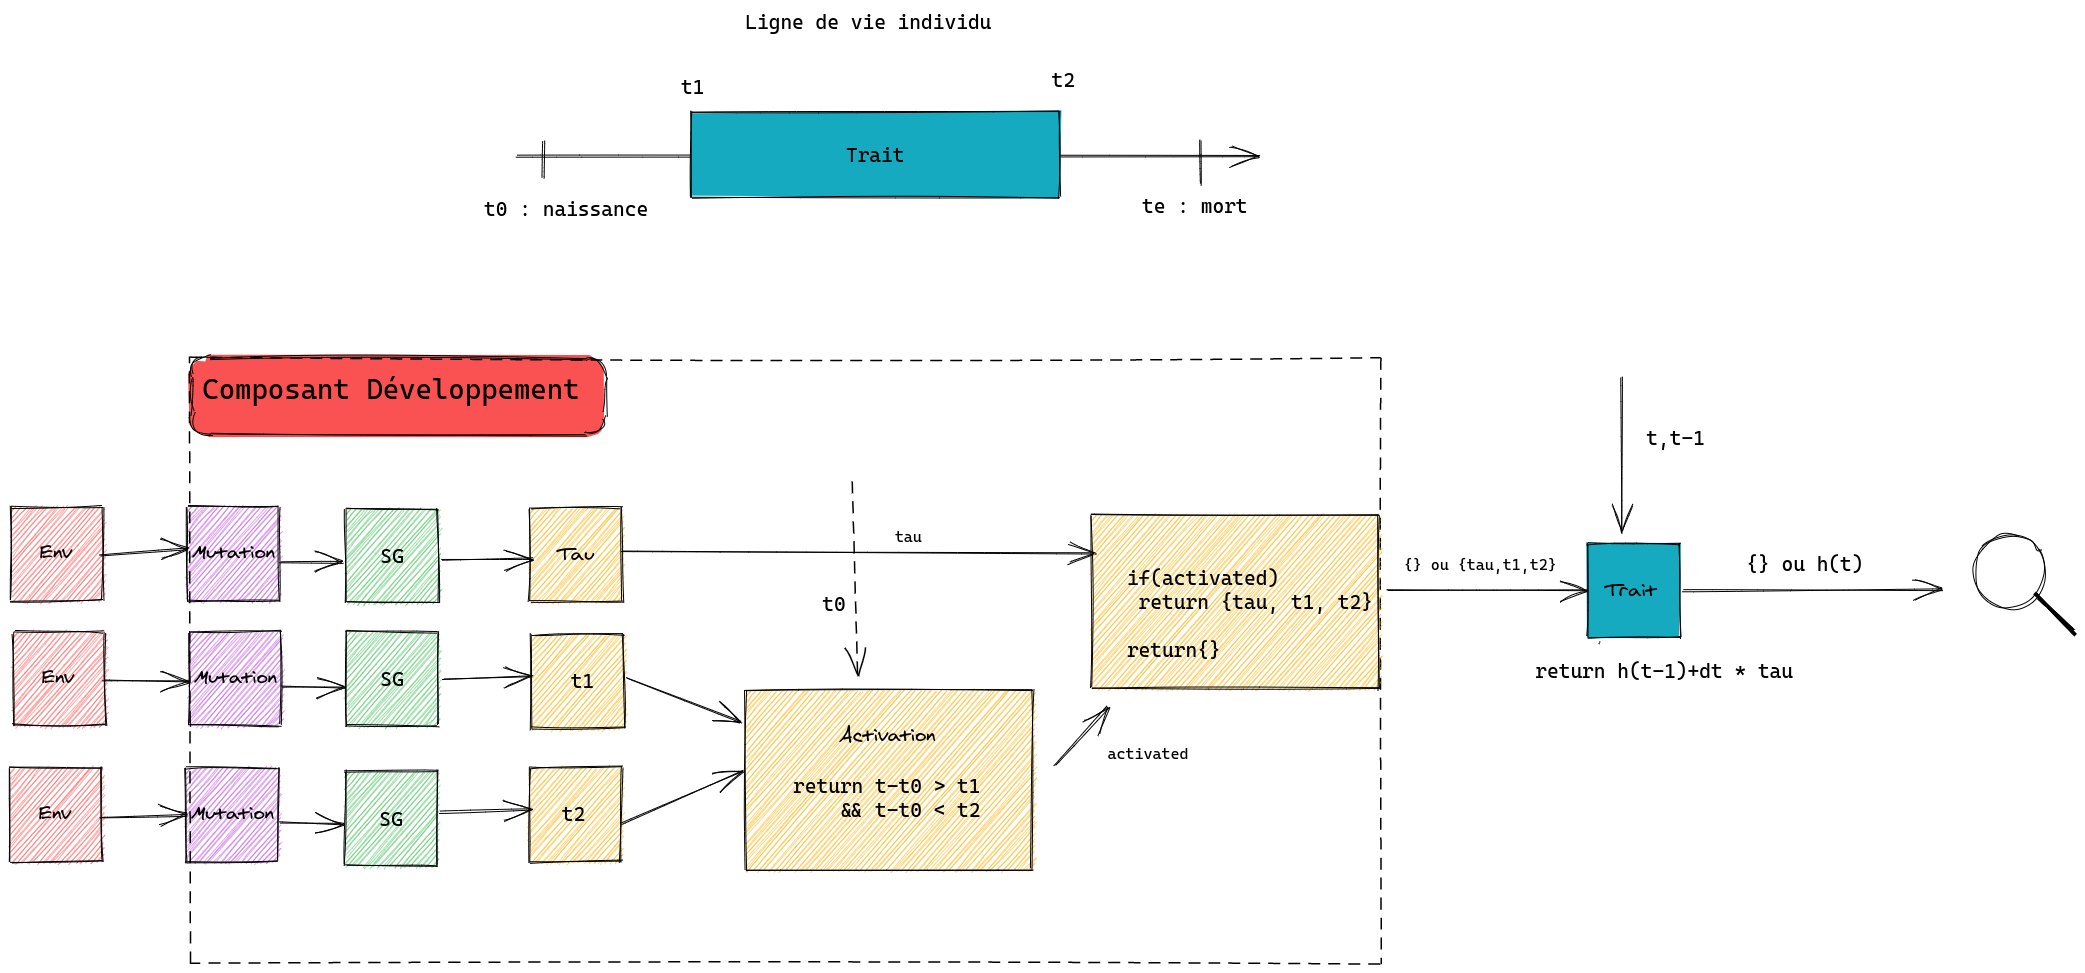 Ligne de vie individu
t1
t2
Trait
t0 : naissance
te : mort
Composant Développement
t,t-1
Env
Mutation
SG
Tau
tau
t0
if(activated)
return {tau, t1, t2}
return{}
{} ou {tau,t1,t2}
Trait
{} ou h(t)
return h(t-1)+dt * tau
Env
Mutation
SG
t1
Activation
return t-t0 > t1
&& t-t0 < t2
activated
Env
Mutation
SG
t2